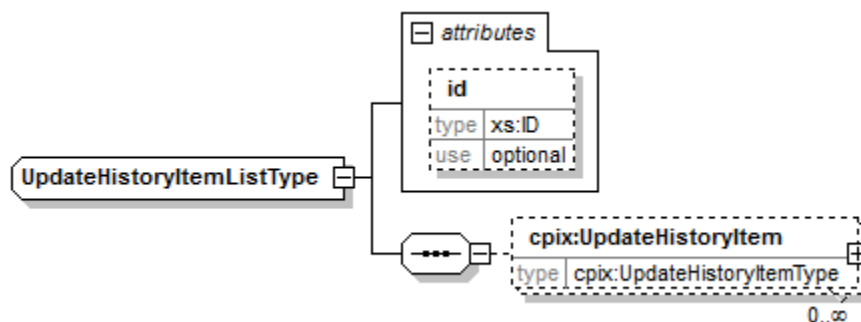 attributes
id
type xs:ID
use optional
UpdateHistoryItemListType
cpix:UpdateHistoryItem
type cpix:UpdateHistoryItemType
0..∞